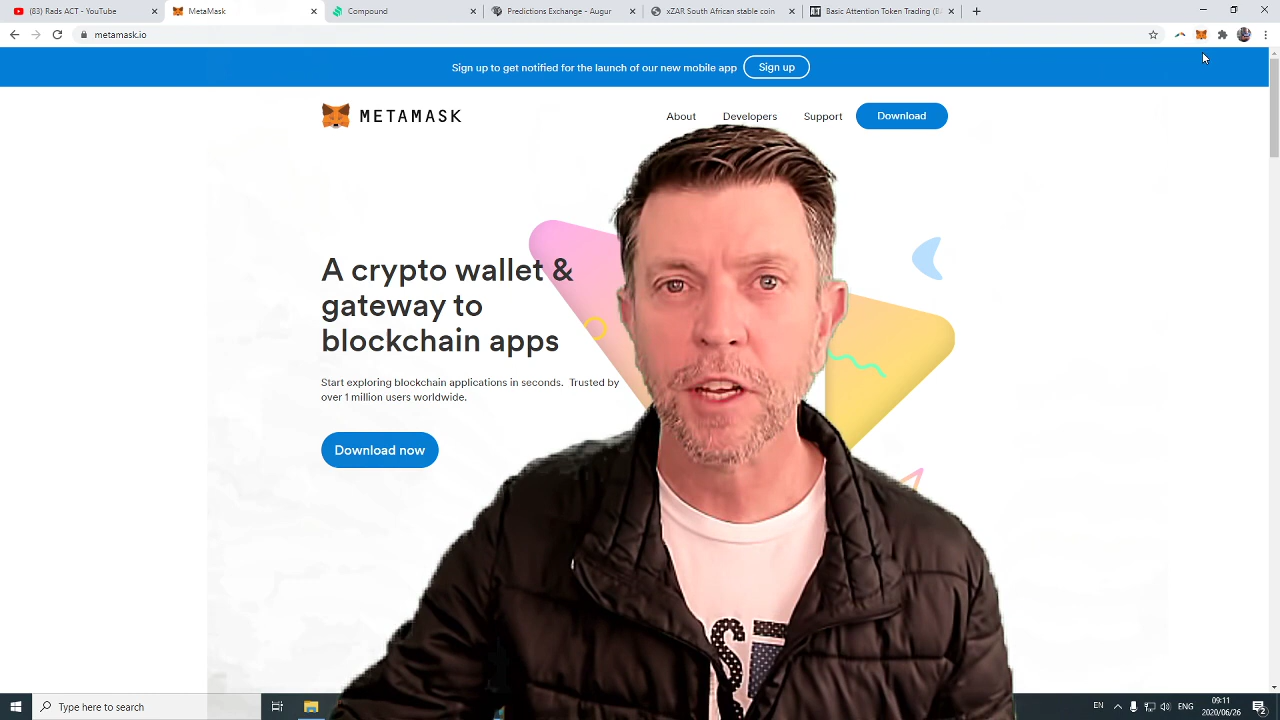 (83) Rads ACT - YouTube
MetaMask
Compound
Predictions Exchange - Augu
xZAR South African stable coin
Basic Attention Token Trading (BA
metamask.io
Sign up to get notified for the launch of our new mobile app
Sign up
METAMASK
About
Developers
Support
Download
A crypto wallet &
gateway to
blockchain apps
Start exploring blockchain applications in seconds. Trusted by
over 1 million users worldwide.
Download now
Type here to search
EN
ENG
09:11
2020/06/26
2